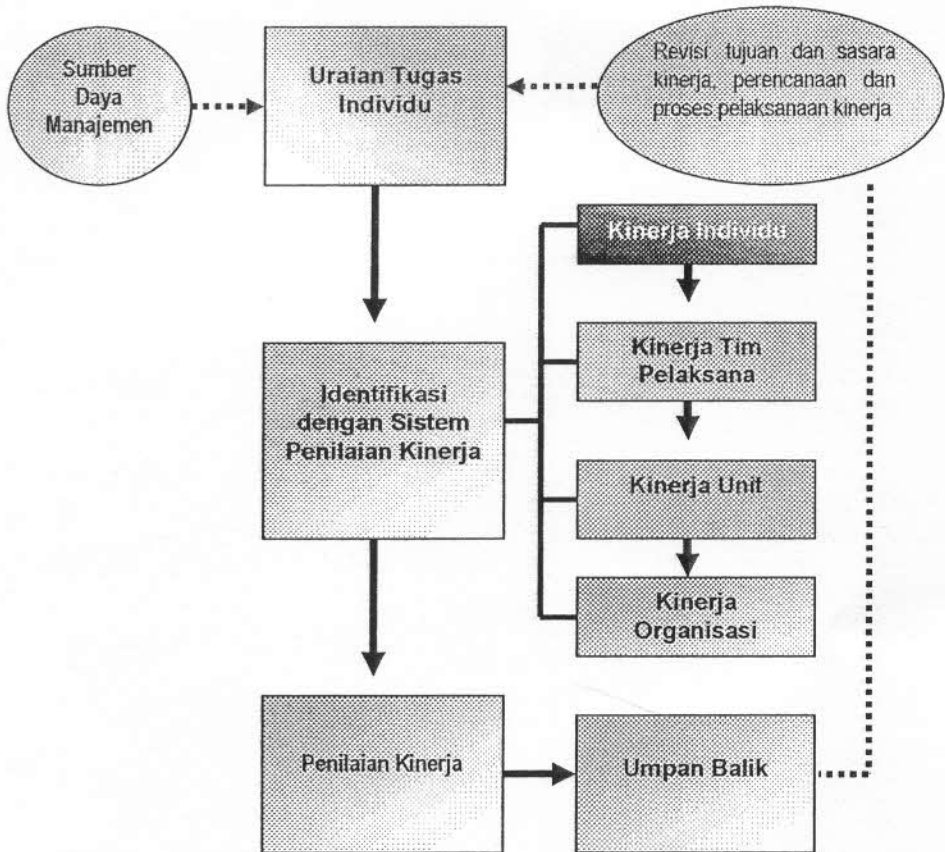 Sumber
Daya
Manajemen
Uraian Tugas
Individu
Revisi tujuan dan sasara
kinerja, perencanaan dan
proses pelaksanaan kinerja
Kinerja Individu
Kinerja Tim
Pelaksana
Identifikasi
dengan Sistem
Penilaian Kinerja
Kinerja Unit
Kinerja
Organisasi
Penilaian Kinerja
Umpan Balik